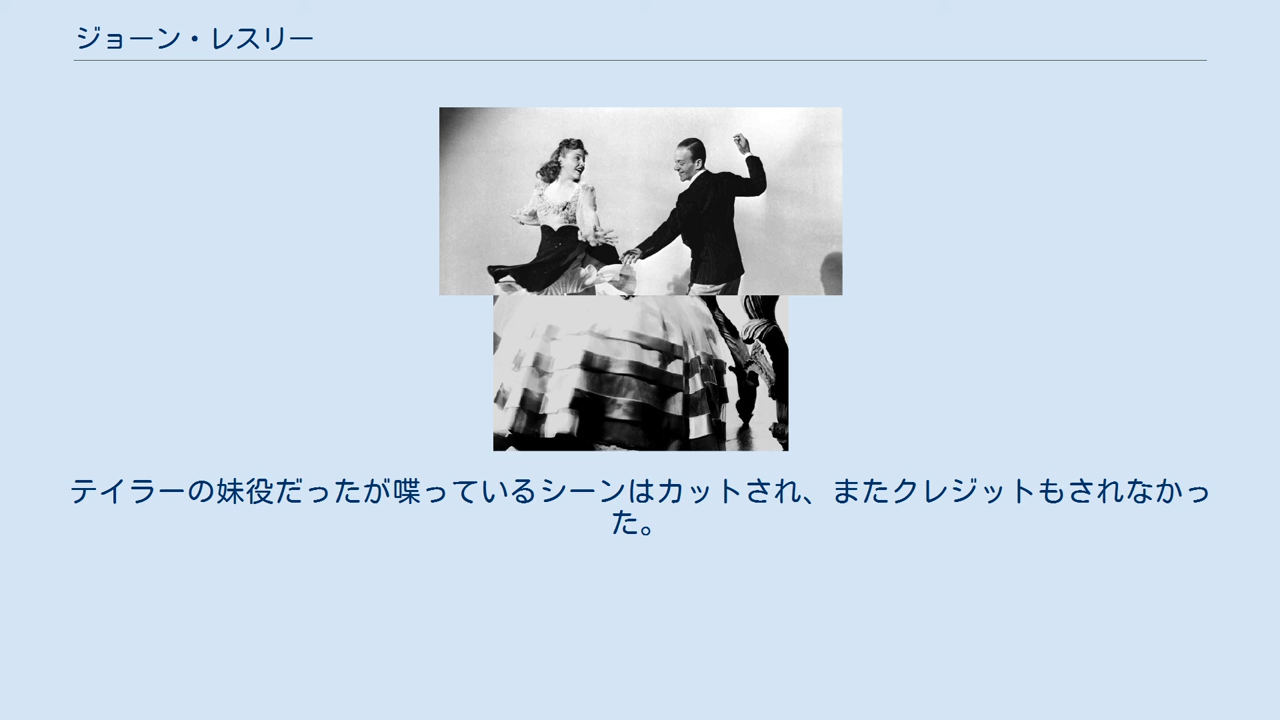 ジョーン・レスリー
テイラーの妹役だったが喋っているシーンはカットされ、またクレジットもされなかっ
た。